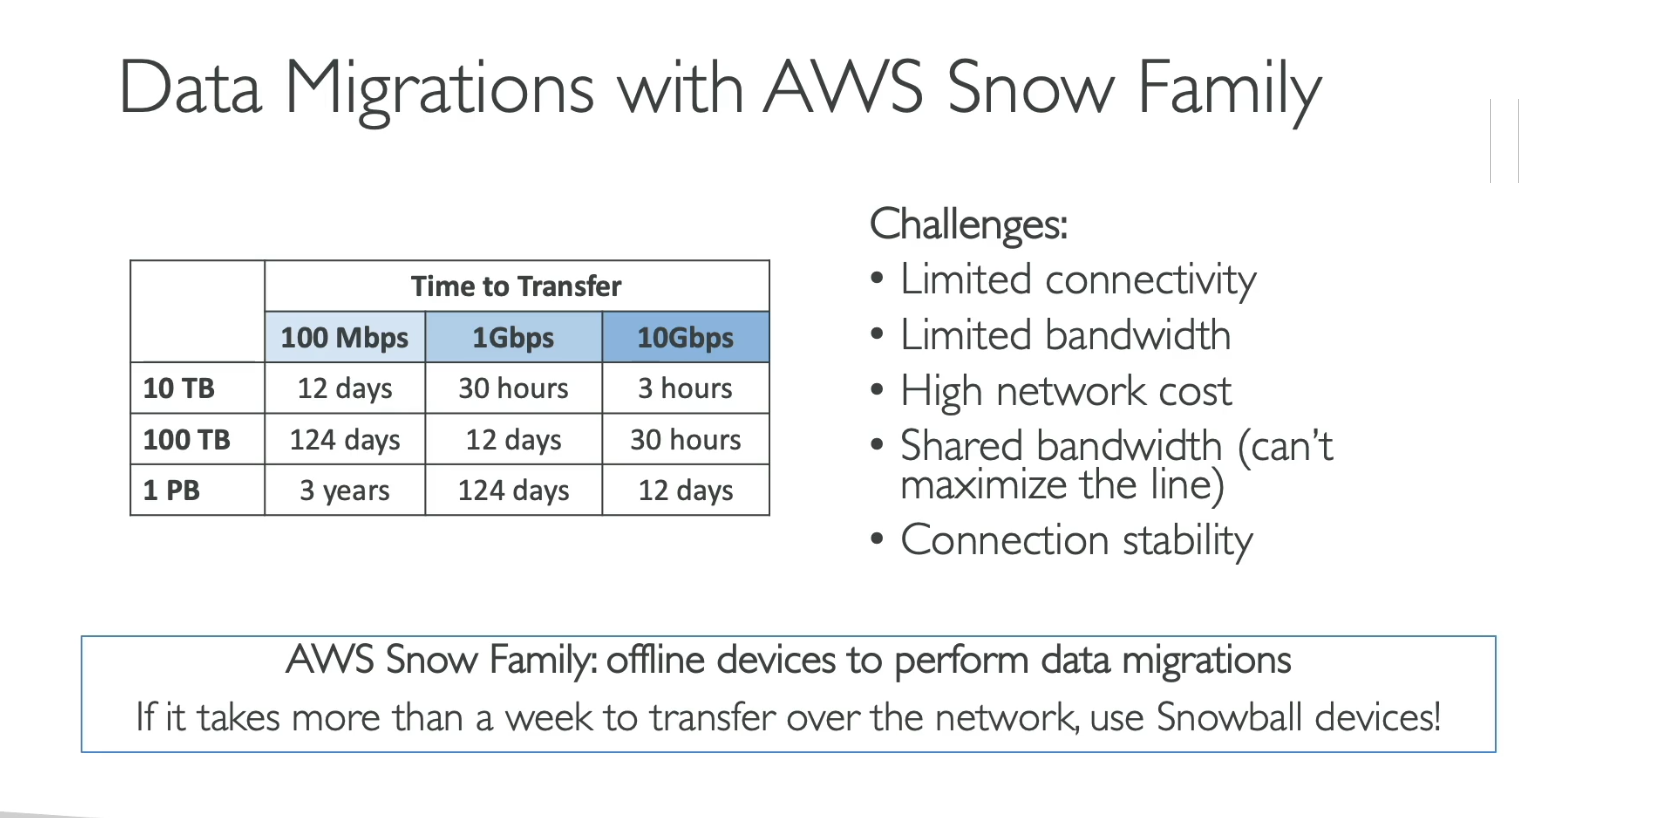 Data Migrations with AWS Snow Family
Time to Transfer
100 Mbps 1Gbps 10Gbps
10 TB 12 days 30 hours 3 hours
100 TB 124 days 12 days 30 hours
1 PB 3 years 124 days 12 days
Challenges:
• Limited connectivity
• Limited bandwidth
• High network cost
• Shared bandwidth (can't
maximize the line)
• Connection stability
AWS Snow Family: offline devices to perform data migrations
If it takes more than a week to transfer over the network, use Snowball devices!